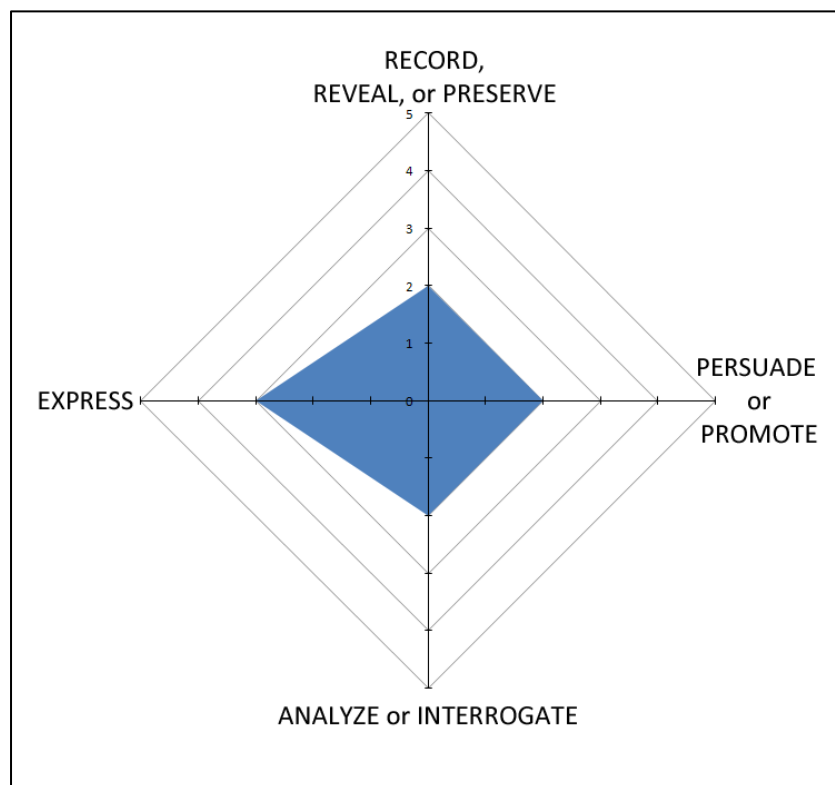 RECORD,
REVEAL, or PRESERVE
5
4
3
2
1
0
EXPRESS
PERSUADE
or
PROMOTE
ANALYZE or INTERROGATE